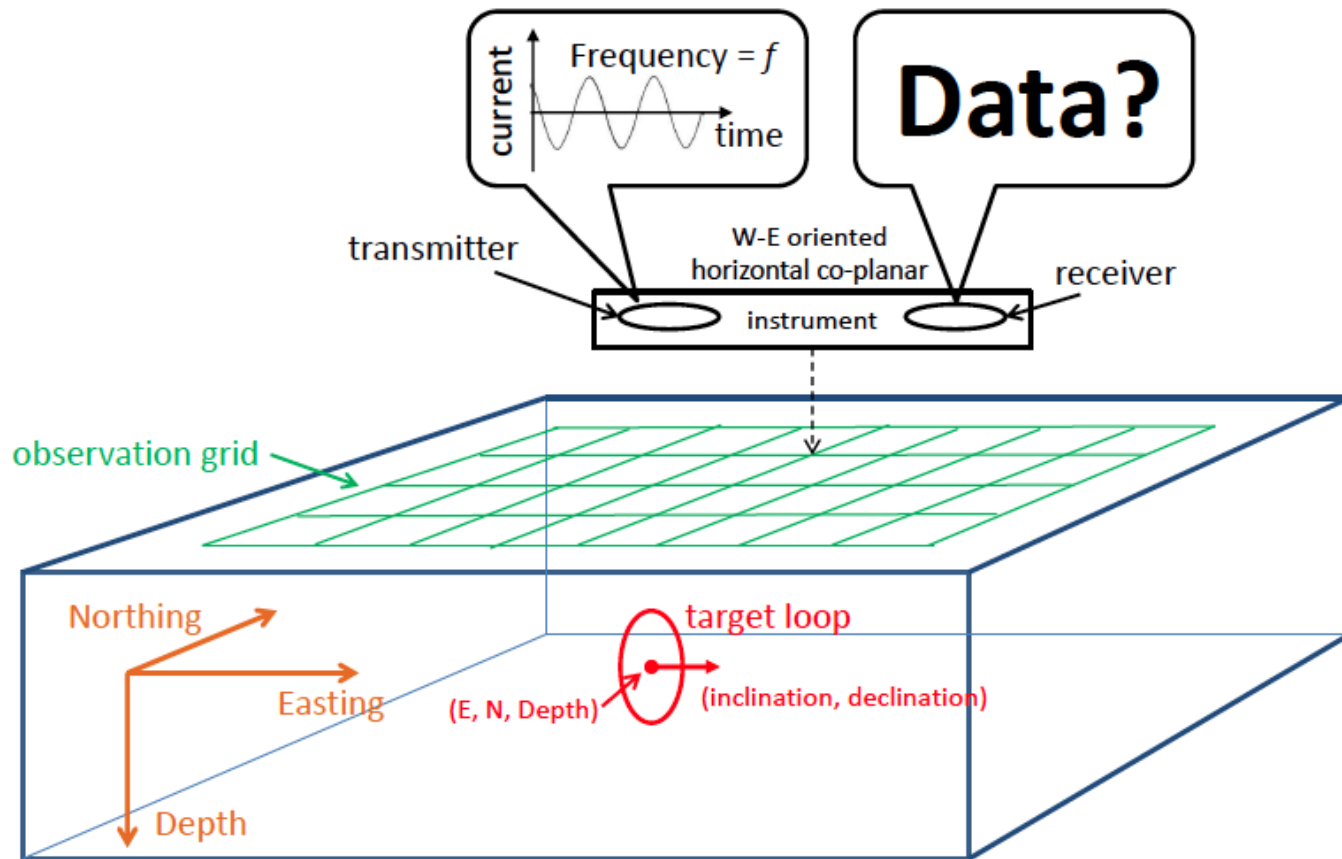 current
Frequency = f
time
Data?
transmitter
W-E oriented
horizontal co-planar
receiver
instrument
observation grid
Northing
Easting
Depth
target loop
(E, N, Depth)
(inclination, declination)